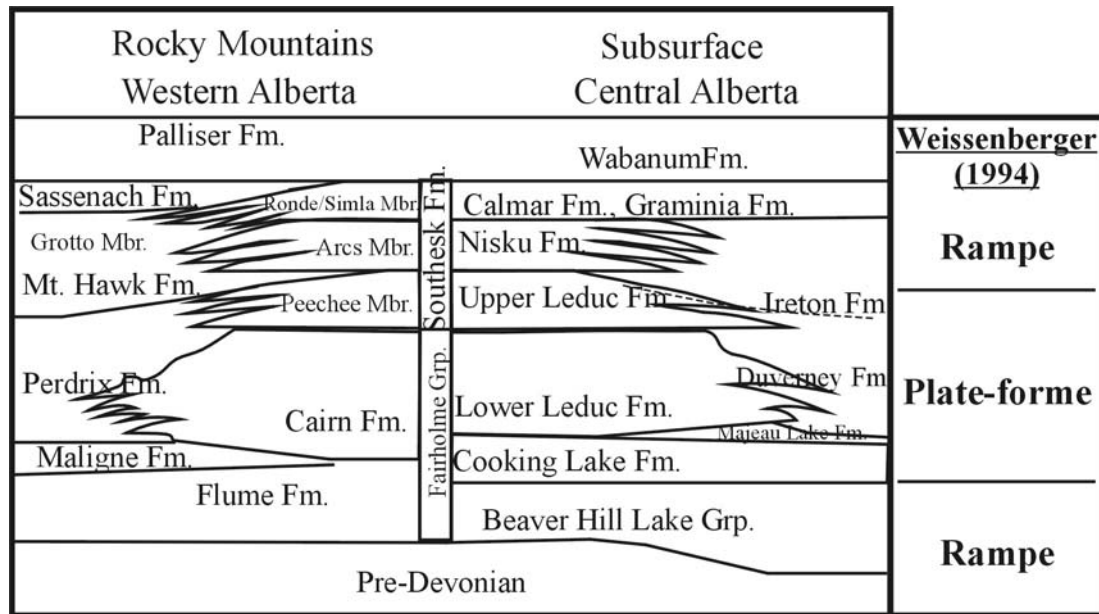 Rocky Mountains
Western Alberta
Subsurface
Central Alberta
Weissenberger
(1994)
Palliser Fm.
WabanumFm.
Sassenach Fm.
Ronde/Simla Mbr.
Southesk Fm.
Calmar Fm., Graminia Fm.
Grotto Mbr.
Arcs Mbr.
Nisku Fm.
Rampe
Mt. Hawk Fm.
Peechee Mbr.
Upper Leduc Fm
Ireton Fm
Perdrix Fm.
Cairn Fm.
Fairholme Grp.
Lower Leduc Fm.
Duverney Fm
Majeau Lake Fm.
Plate-forme
Maligne Fm.
Cooking Lake Fm.
Flume Fm.
Beaver Hill Lake Grp.
Rampe
Pre-Devonian